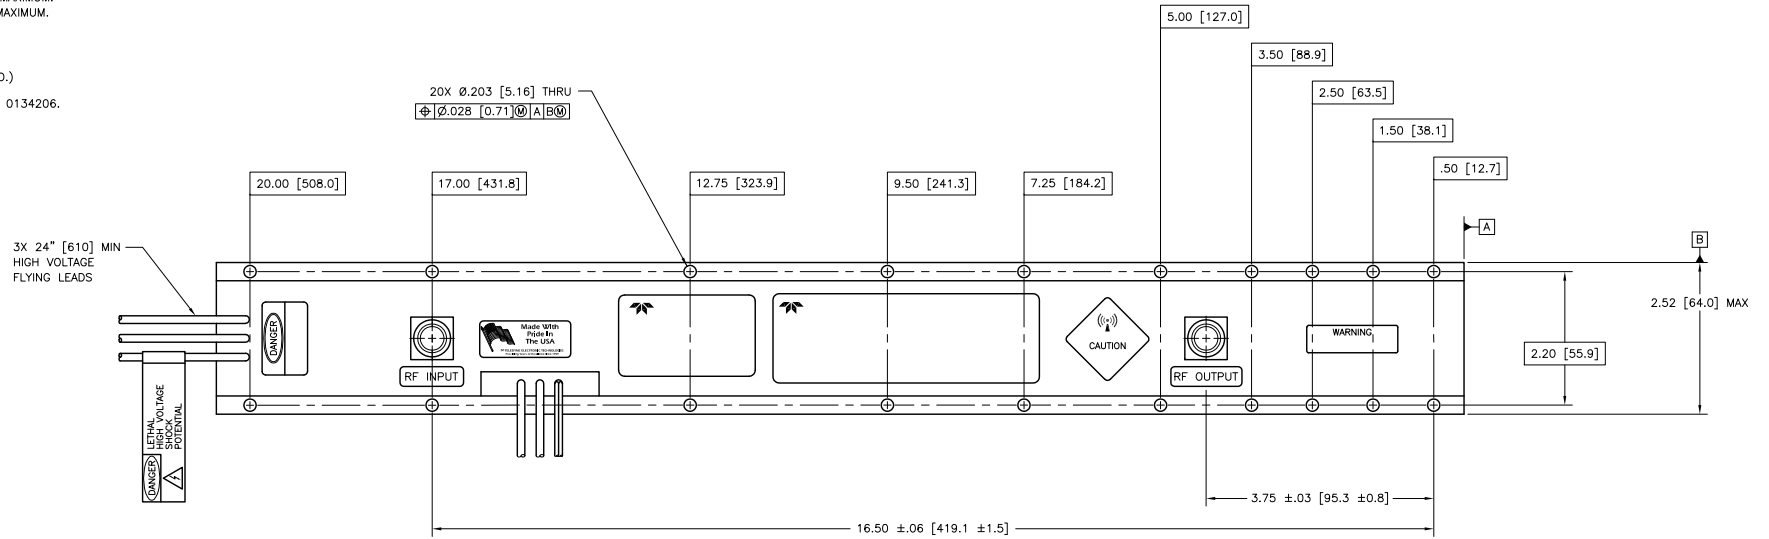 MAXIMUM.
O.)
0134206.
5.00 [127.0]
3.50 [88.9]
2.50 [63.5]
1.50 [38.1]
.50 [12.7]
20X Ø.203 [5.16] THRU
⌖ Ø.028 [0.71]Ⓜ A BⓂ
20.00 [508.0]
17.00 [431.8]
12.75 [323.9]
9.50 [241.3]
7.25 [184.2]
A
B
3X 24" [610] MIN
HIGH VOLTAGE
FLYING LEADS
2.52 [64.0] MAX
2.20 [55.9]
DANGER
Made With
Pride In
The USA
CAUTION
WARNING
RF INPUT
RF OUTPUT
LETHAL
HIGH VOLTAGE
SHOCK
POTENTIAL
DANGER
3.75 ±.03 [95.3 ±0.8]
16.50 ±.06 [419.1 ±1.5]